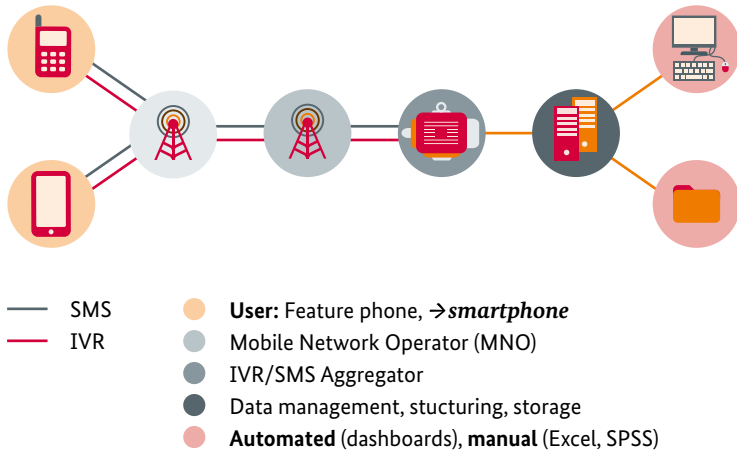 SMS
IVR
User: Feature phone, →smartphone
Mobile Network Operator (MNO)
IVR/SMS Aggregator
Data management, stucturing, storage
Automated (dashboards), manual (Excel, SPSS)